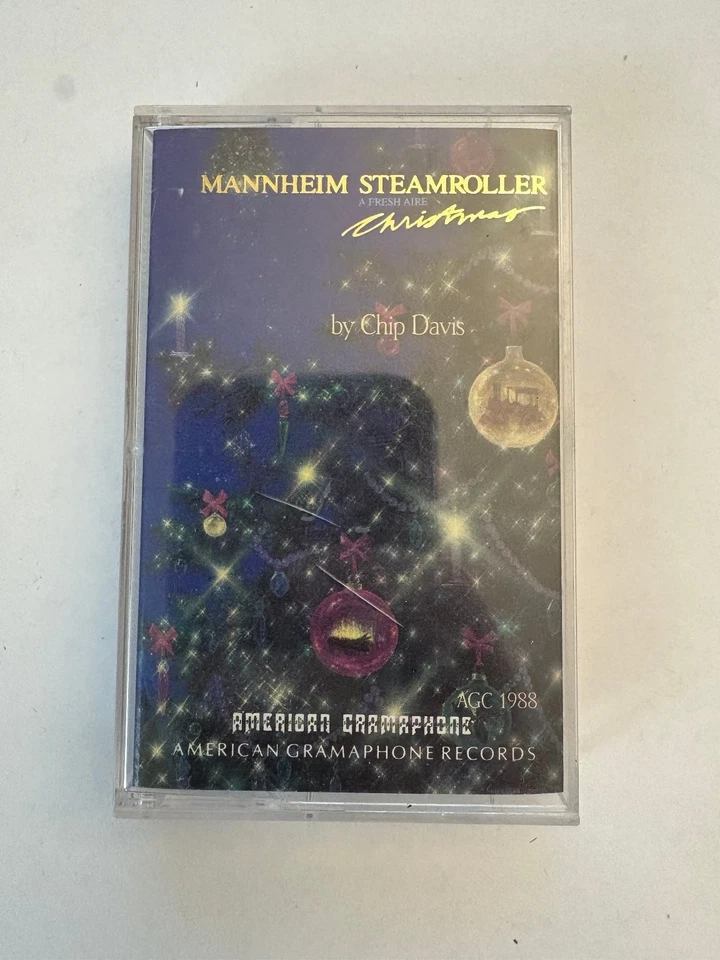 MANNHEIM STEAMROLLER
A FRESH AIRE
Christmas
by Chip Davis
AGC 1988
AMERICAN GRAMAPHONE
AMERICAN GRAMAPHONE RECORDS